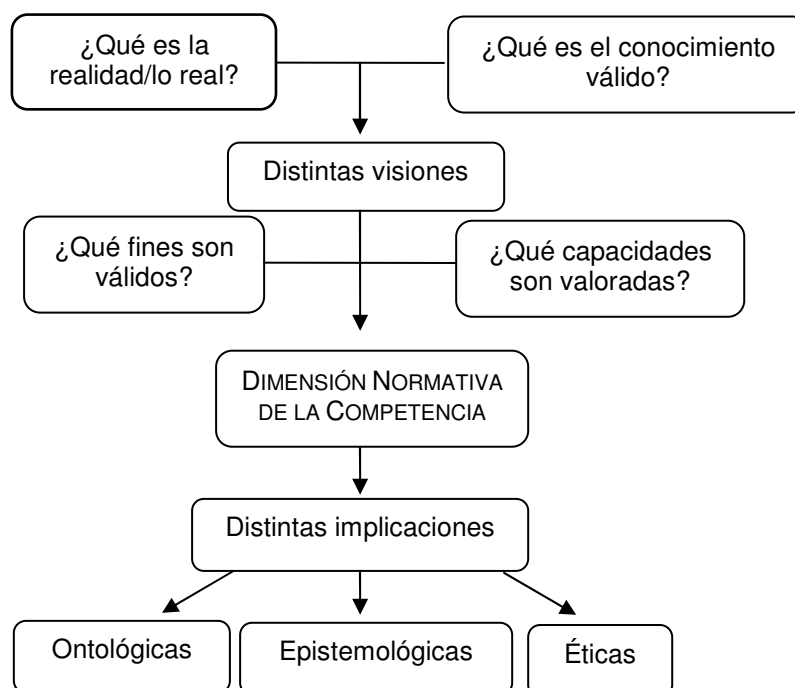 ¿Qué es la
realidad/lo real?
¿Qué es el conocimiento
válido?
Distintas visiones
¿Qué fines son
válidos?
¿Qué capacidades
son valoradas?
DIMENSIÓN NORMATIVA
DE LA COMPETENCIA
Distintas implicaciones
Ontológicas
Epistemológicas
Éticas